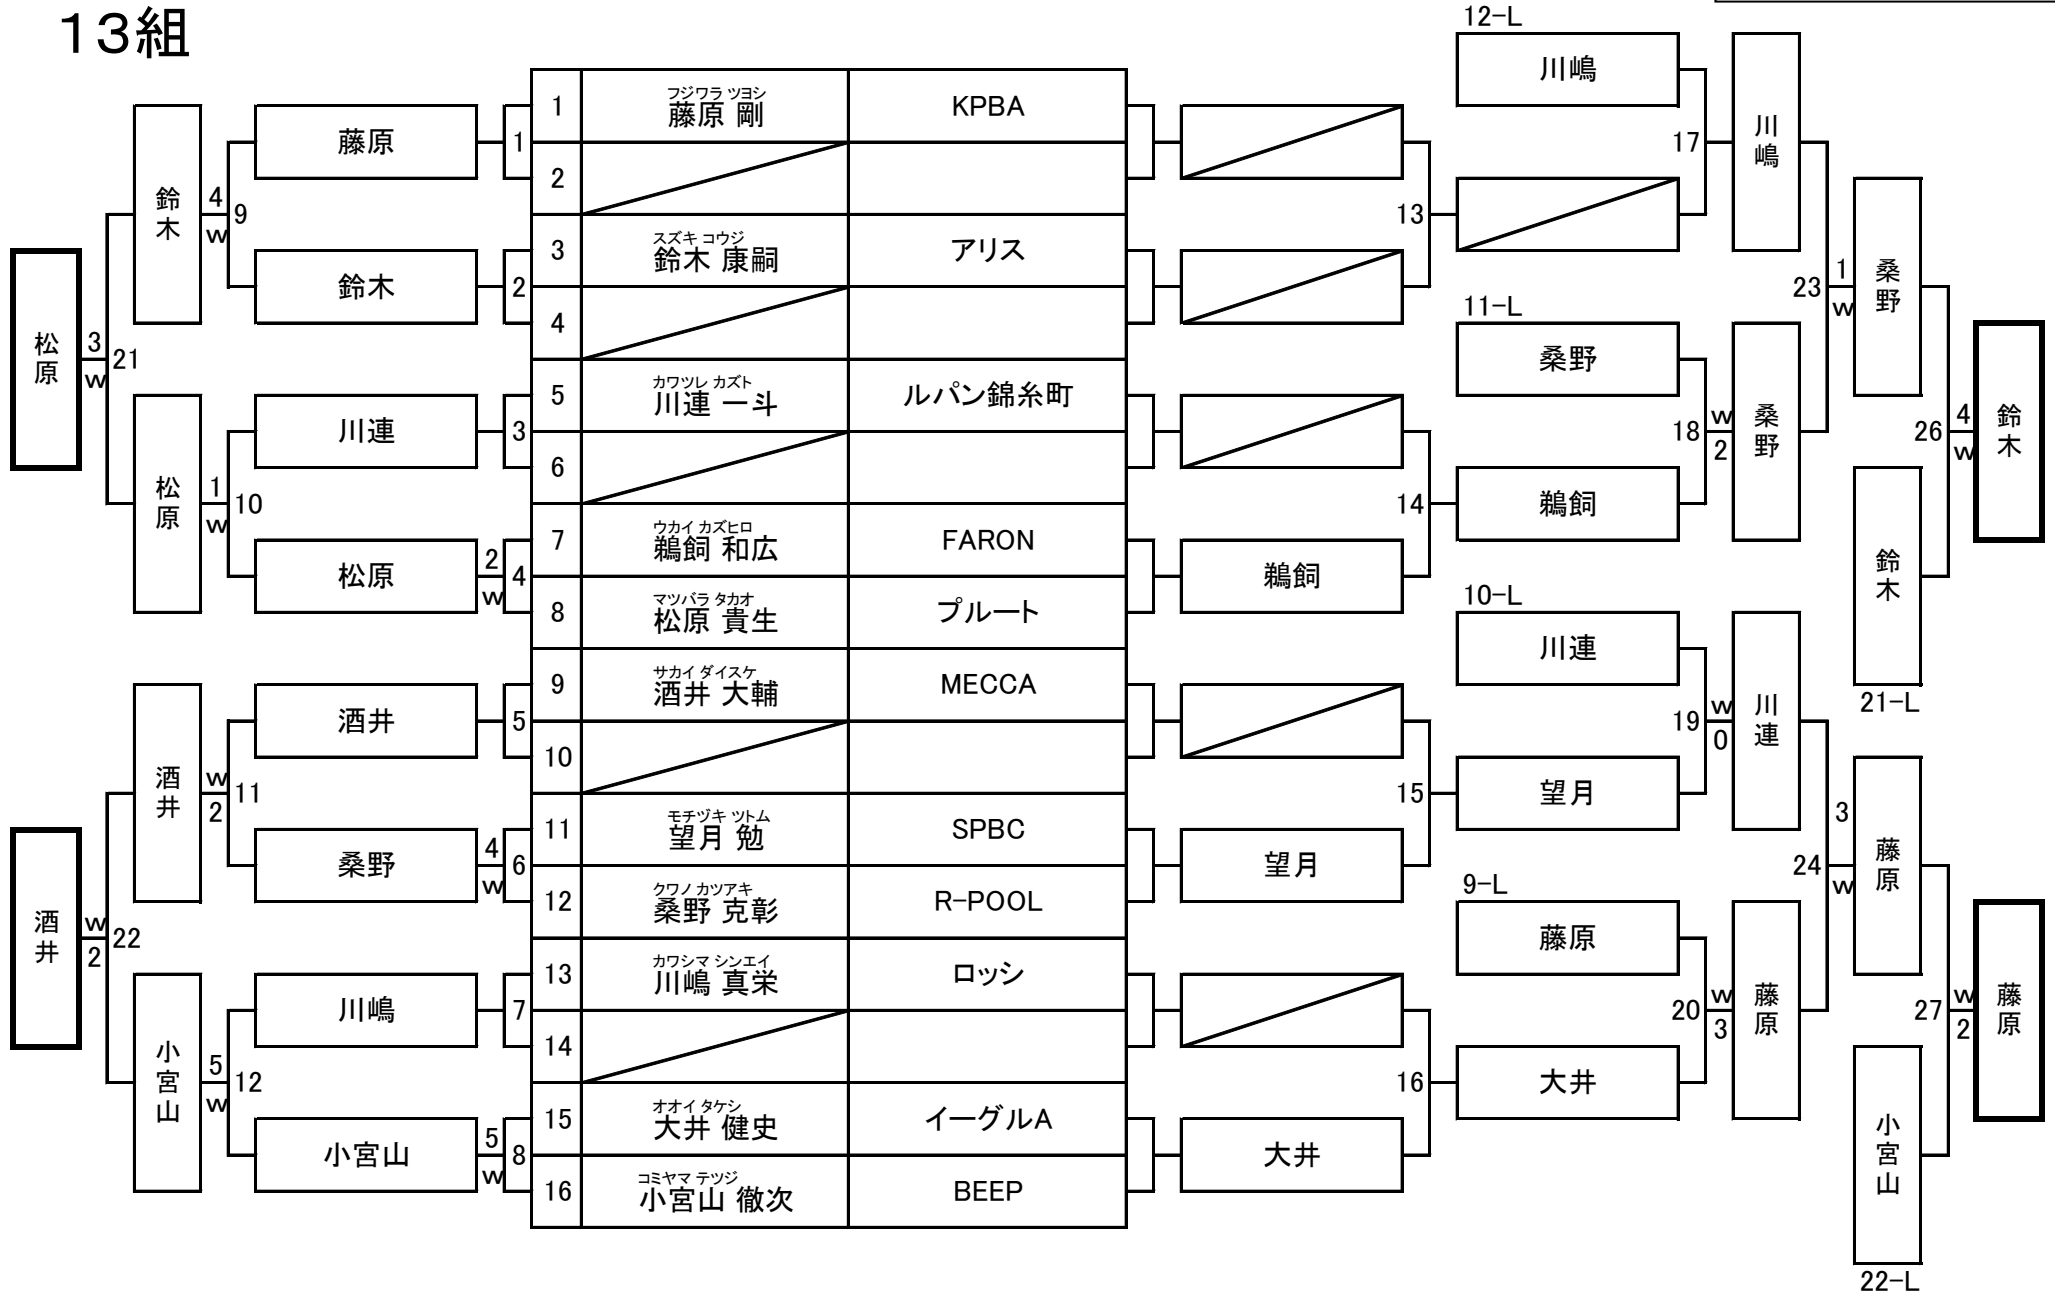 13組
12-L
川嶋
1 フジワラ ツヨシ 藤原 剛 KPBA
2
3 スズキ コウジ 鈴木 康嗣 アリス
4
5 カワツレ カズト 川連 一斗 ルパン錦糸町
6
7 ウカイ カズヒロ 鵜飼 和広 FARON
8 マツバラ タカオ 松原 貴生 プルート
9 サカイ ダイスケ 酒井 大輔 MECCA
10
11 モチヅキ ツトム 望月 勉 SPBC
12 クワノ カツアキ 桑野 克彰 R-POOL
13 カワシマ シンエイ 川嶋 真栄 ロッシ
14
15 オオイ タケシ 大井 健史 イーグルA
16 コミヤマ テツジ 小宮山 徹次 BEEP
藤原
1
鈴木
2
川連
3
松原
2
W
4
酒井
5
桑野
4
W
6
川嶋
7
小宮山
5
W
8
鈴木
4
W
9
松原
1
W
10
酒井
W
2
11
小宮山
5
W
12
松原
3
W
21
酒井
W
2
22
鵜飼
望月
大井
13
14
15
16
17
川嶋
11-L
桑野
鵜飼
18
W
2
桑野
10-L
川連
望月
19
W
0
川連
9-L
藤原
大井
20
W
3
藤原
23
1
W
桑野
24
3
W
藤原
鈴木
21-L
小宮山
22-L
26
4
W
鈴木
27
W
2
藤原